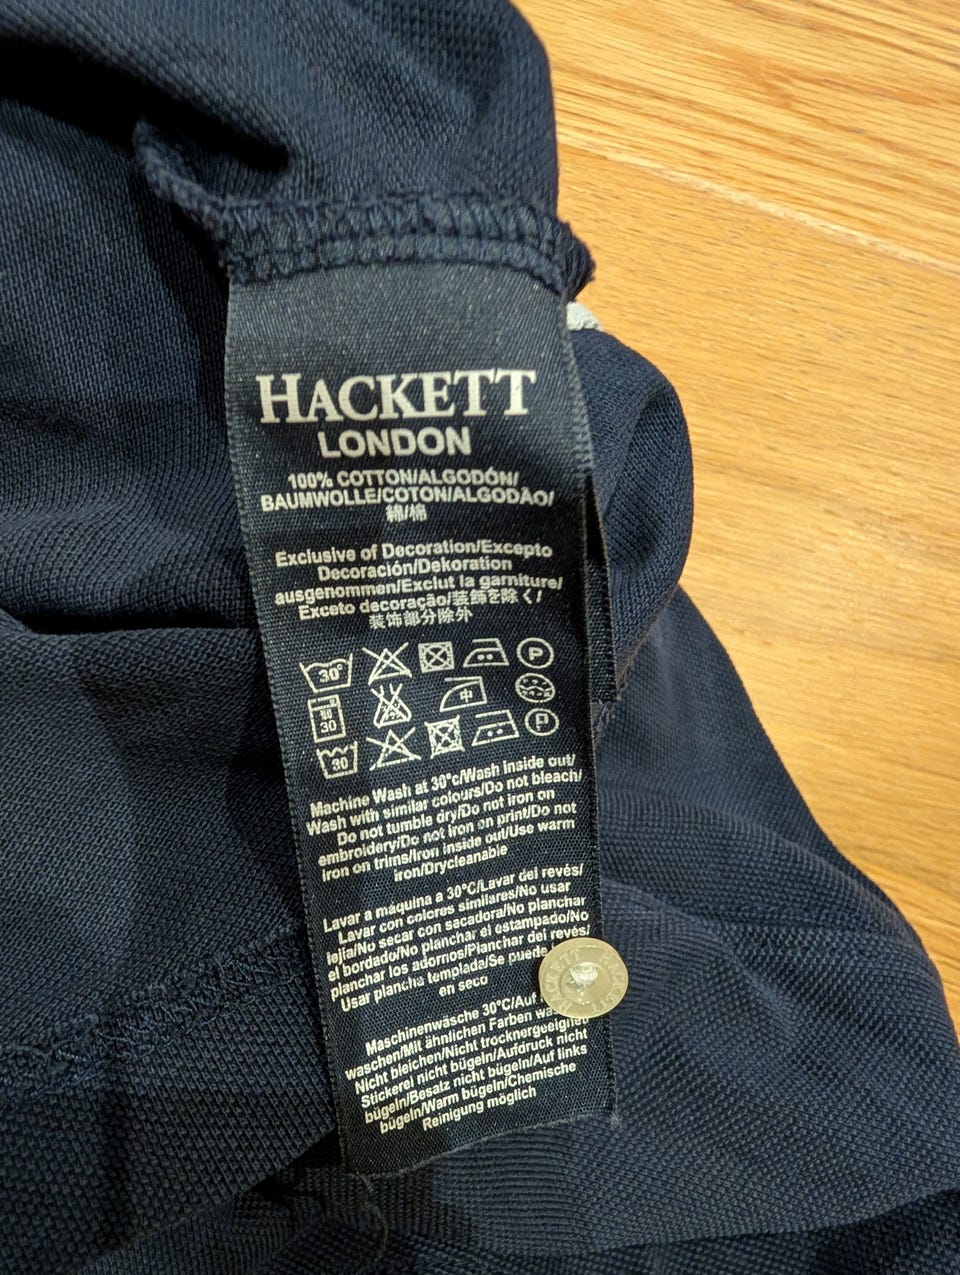 HACKETT
LONDON
100% COTTON/ALGODÓN/
BAUMWOLLE/COTON/ALGODÃO/
綿/棉
Exclusive of Decoration/Excepto
Decoración/Dekoration
ausgenommen/Exclut la garniture/
Exceto decoração/装飾を除く/
装饰部分除外
30° P
30 中
30 P
Machine Wash at 30°c/Wash inside out/
Wash with similar colours/Do not bleach/
Do not tumble dry/Do not iron on
embroidery/Do not iron on print/Do not
iron on trims/Iron inside out/Use warm
iron/Drycleanable
Lavar a máquina a 30°C/Lavar del revés/
Lavar con colores similares/No usar
lejía/No secar con secadora/No planchar
el bordado/No planchar el estampado/No
planchar los adornos/Planchar del revés/
Usar plancha templada/Se puede
en seco
Maschinenwäsche 30°C/Auf
waschen/Mit ähnlichen Farben
Nicht bleichen/Nicht trocknergeeignet
Stickerei nicht bügeln/Aufdruck nicht
bügeln/Besatz nicht bügeln/Auf links
bügeln/Warm bügeln/Chemische
Reinigung möglich
HACKETT HACKETT